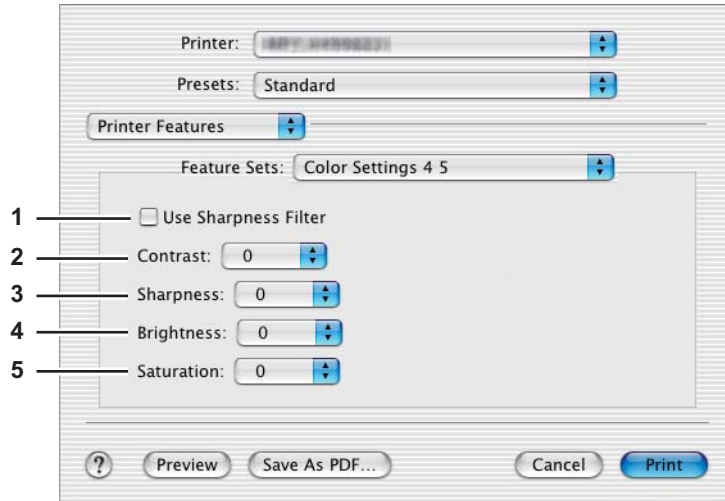 Printer:
Presets: Standard
Printer Features
Feature Sets: Color Settings 4 5
1 Use Sharpness Filter
2 Contrast: 0
3 Sharpness: 0
4 Brightness: 0
5 Saturation: 0
? Preview Save As PDF... Cancel Print